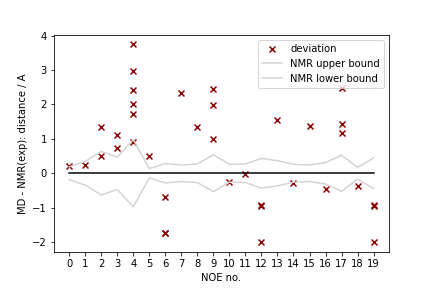 4
3
2
1
0
−1
−2
MD - NMR(exp): distance / A
deviation
NMR upper bound
NMR lower bound
0 1 2 3 4 5 6 7 8 9 10 11 12 13 14 15 16 17 18 19
NOE no.